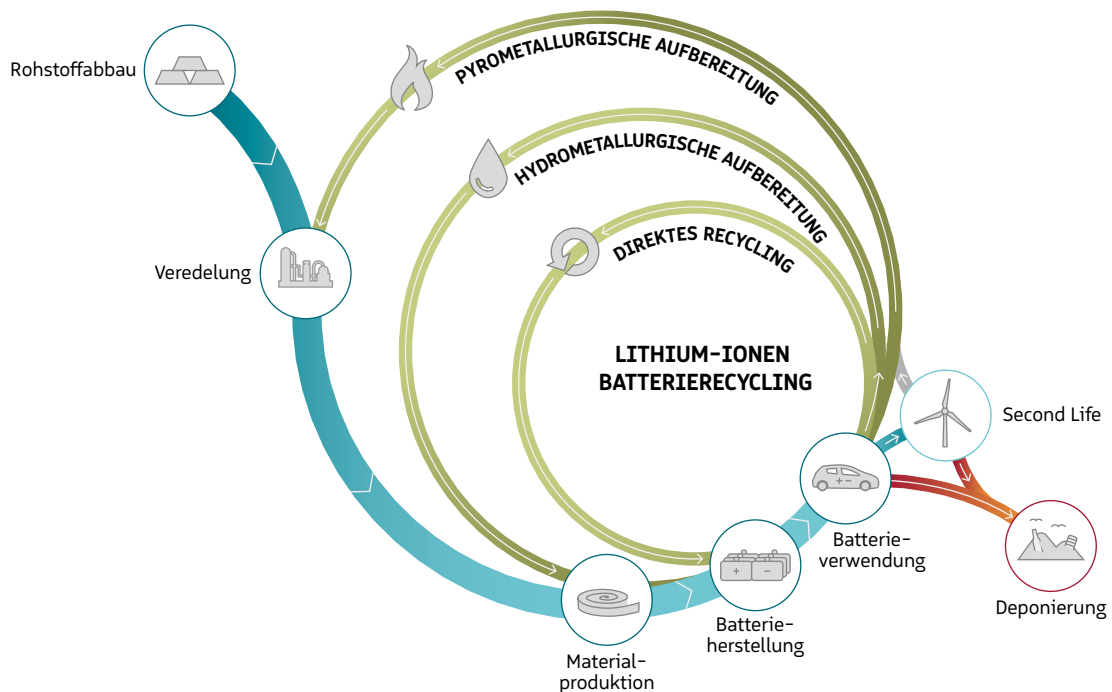 Rohstoffabbau
PYROMETALLURGISCHE AUFBEREITUNG
HYDROMETALLURGISCHE AUFBEREITUNG
DIREKTES RECYCLING
Veredelung
LITHIUM-IONEN
BATTERIERECYCLING
Second Life
+ -
Batterie-
verwendung
+ -
Batterie-
herstellung
Deponierung
Material-
produktion